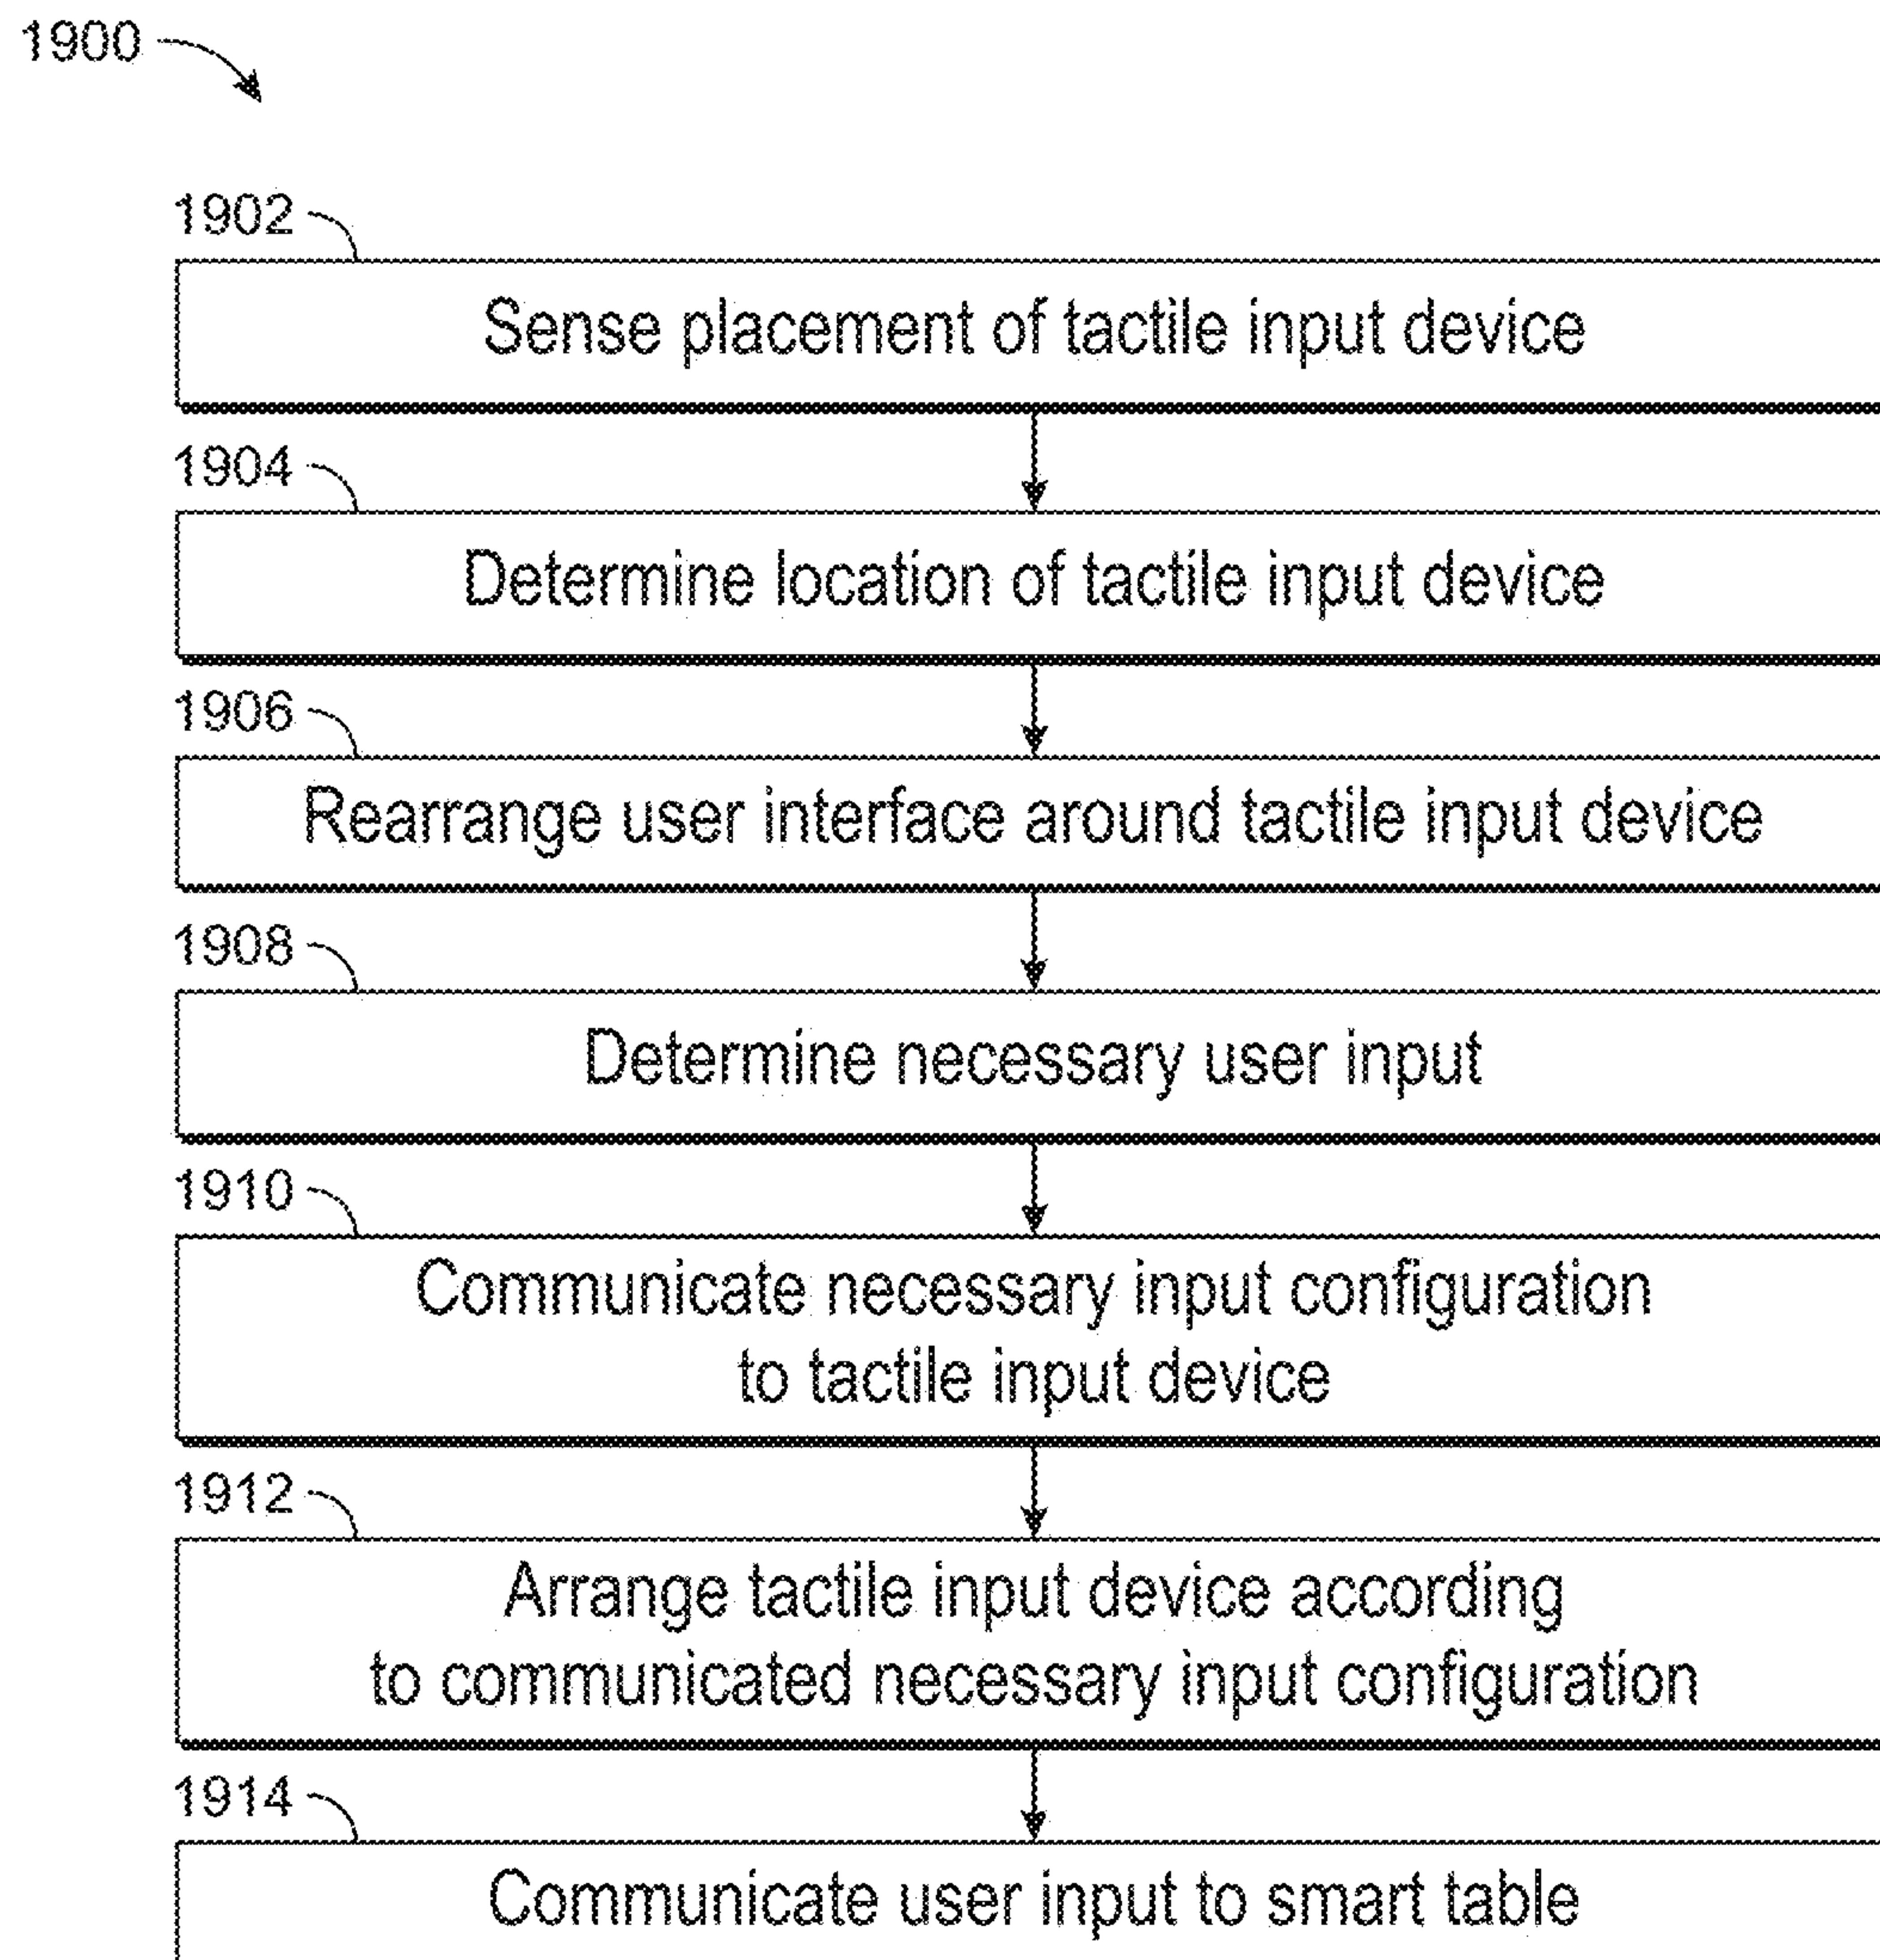 1900
1902
Sense placement of tactile input device
1904
Determine location of tactile input device
1906
Rearrange user interface around tactile input device
1908
Determine necessary user input
1910
Communicate necessary input configuration
to tactile input device
1912
Arrange tactile input device according
to communicated necessary input configuration
1914
Communicate user input to smart table